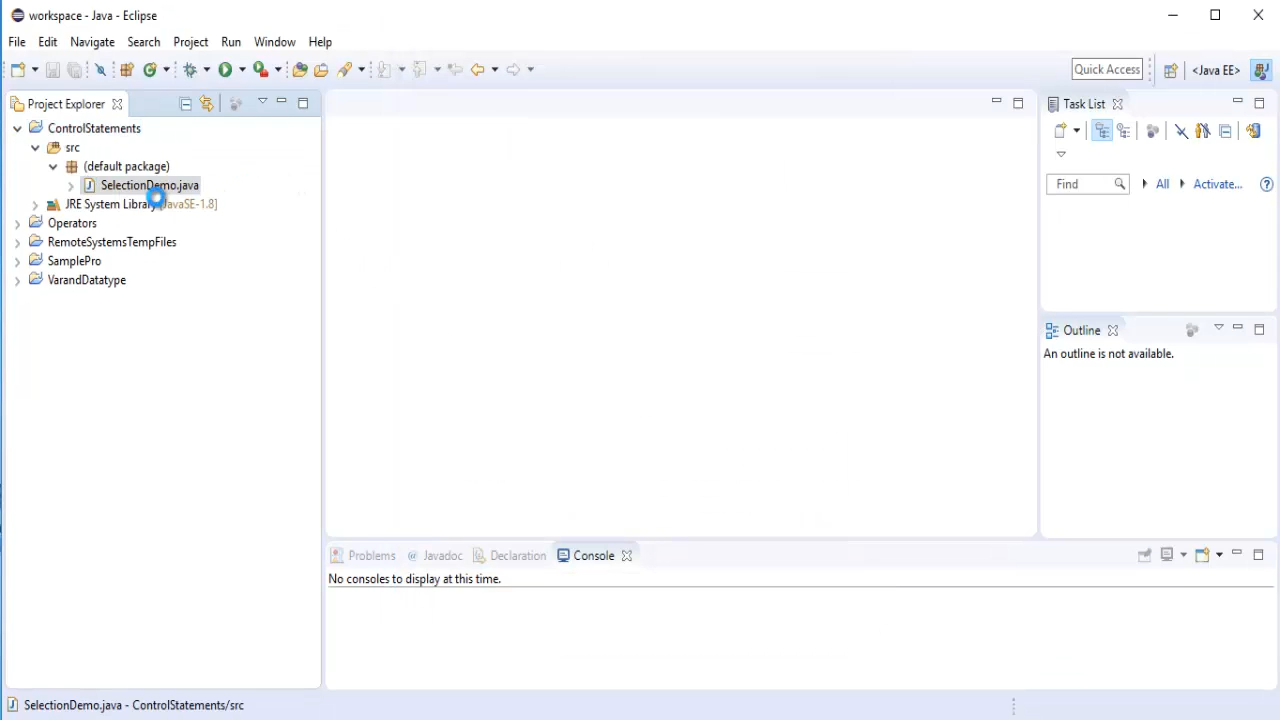 workspace - Java - Eclipse
File Edit Navigate Search Project Run Window Help
Quick Access
<Java EE>
Project Explorer
ControlStatements
src
(default package)
SelectionDemo.java
JRE System Library [JavaSE-1.8]
Operators
RemoteSystemsTempFiles
SamplePro
VarandDatatype
Task List
Find All Activate...
Outline
An outline is not available.
Problems @ Javadoc Declaration Console
No consoles to display at this time.
SelectionDemo.java - ControlStatements/src